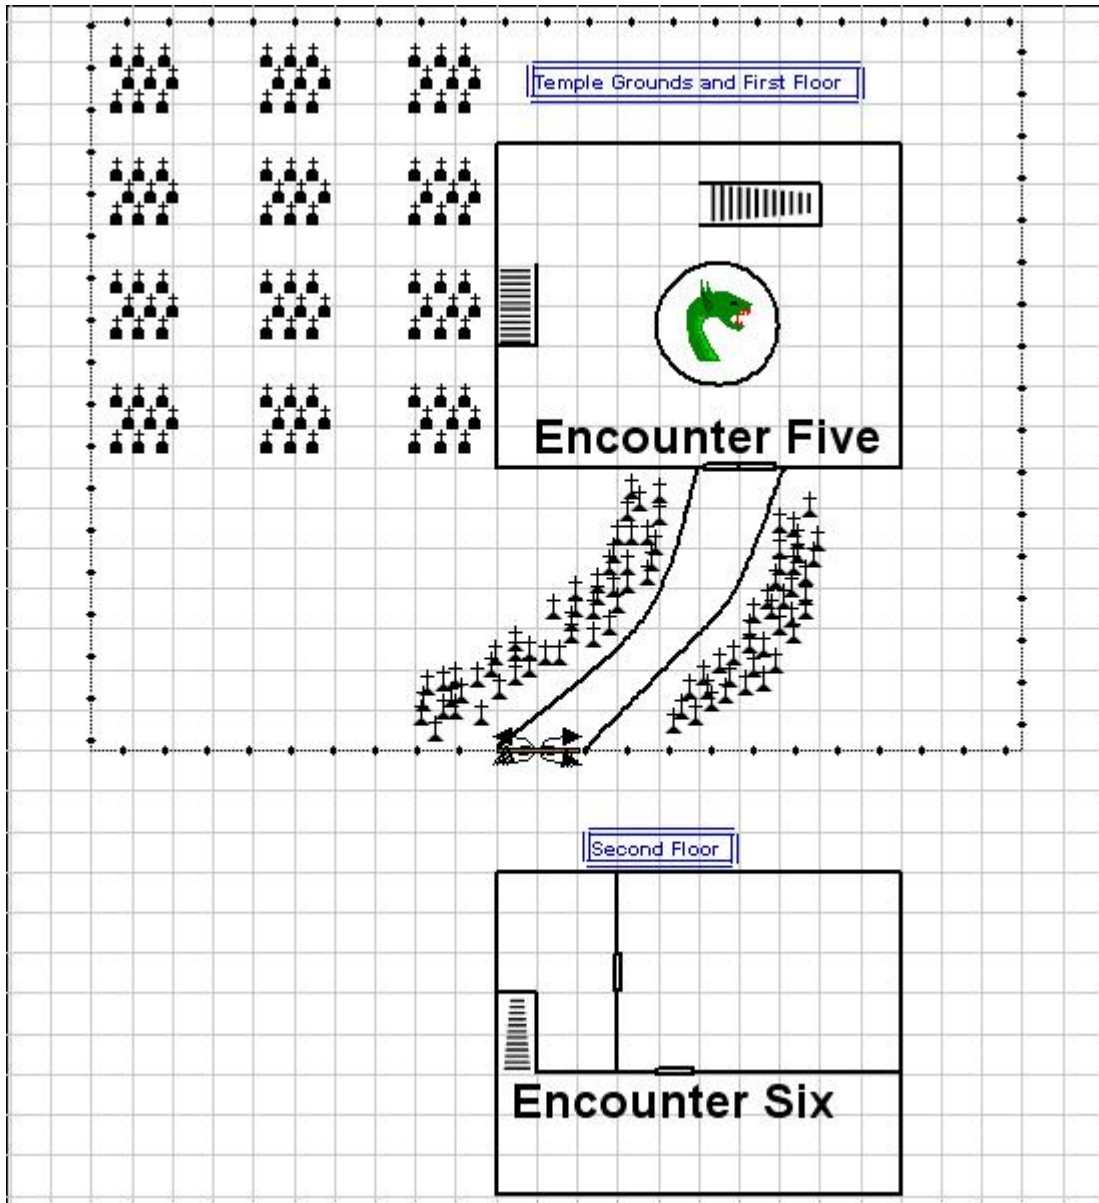 Temple Grounds and First Floor
Encounter Five
Second Floor
Encounter Six